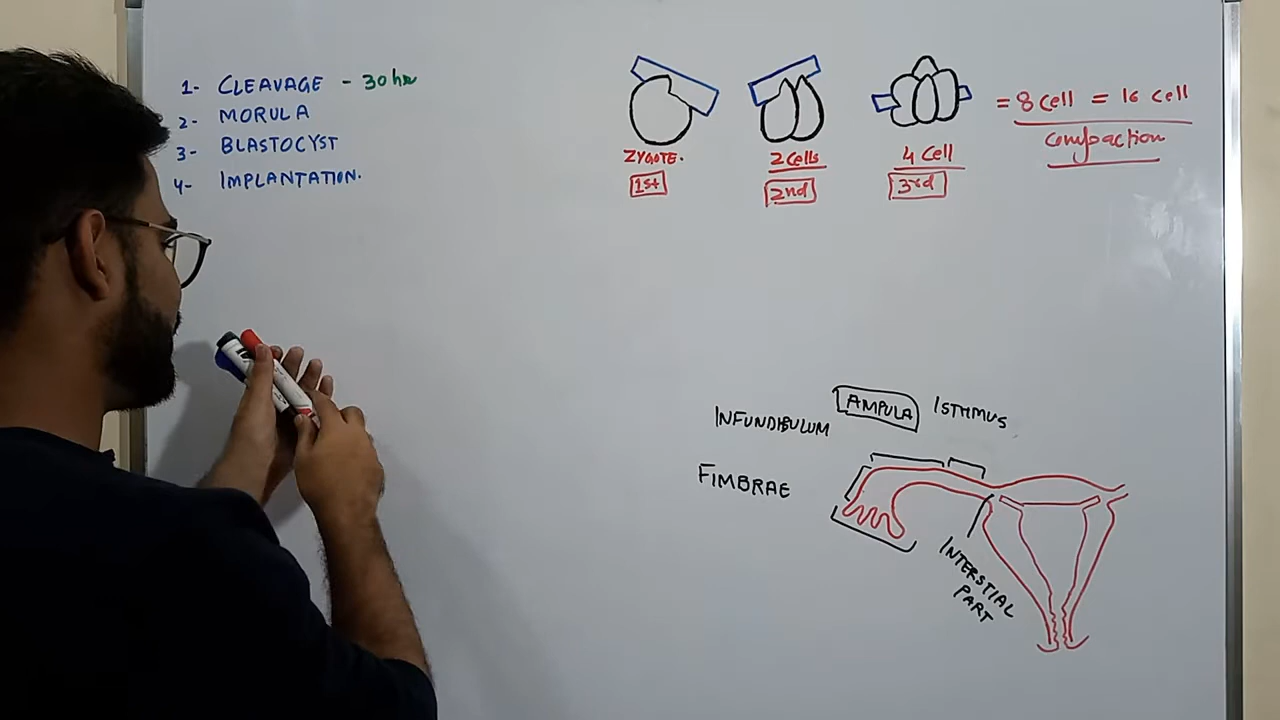 1- CLEAVAGE - 30 hr
2- MORULA
3- BLASTOCYST
4- IMPLANTATION.
ZYGOTE.
1st
2 Cells
2nd
4 Cell
3rd
= 8 Cell = 16 Cell
Compaction
INFUNDIBULUM
AMPULA
ISTHMUS
FIMBRAE
INTERSTIAL
PART